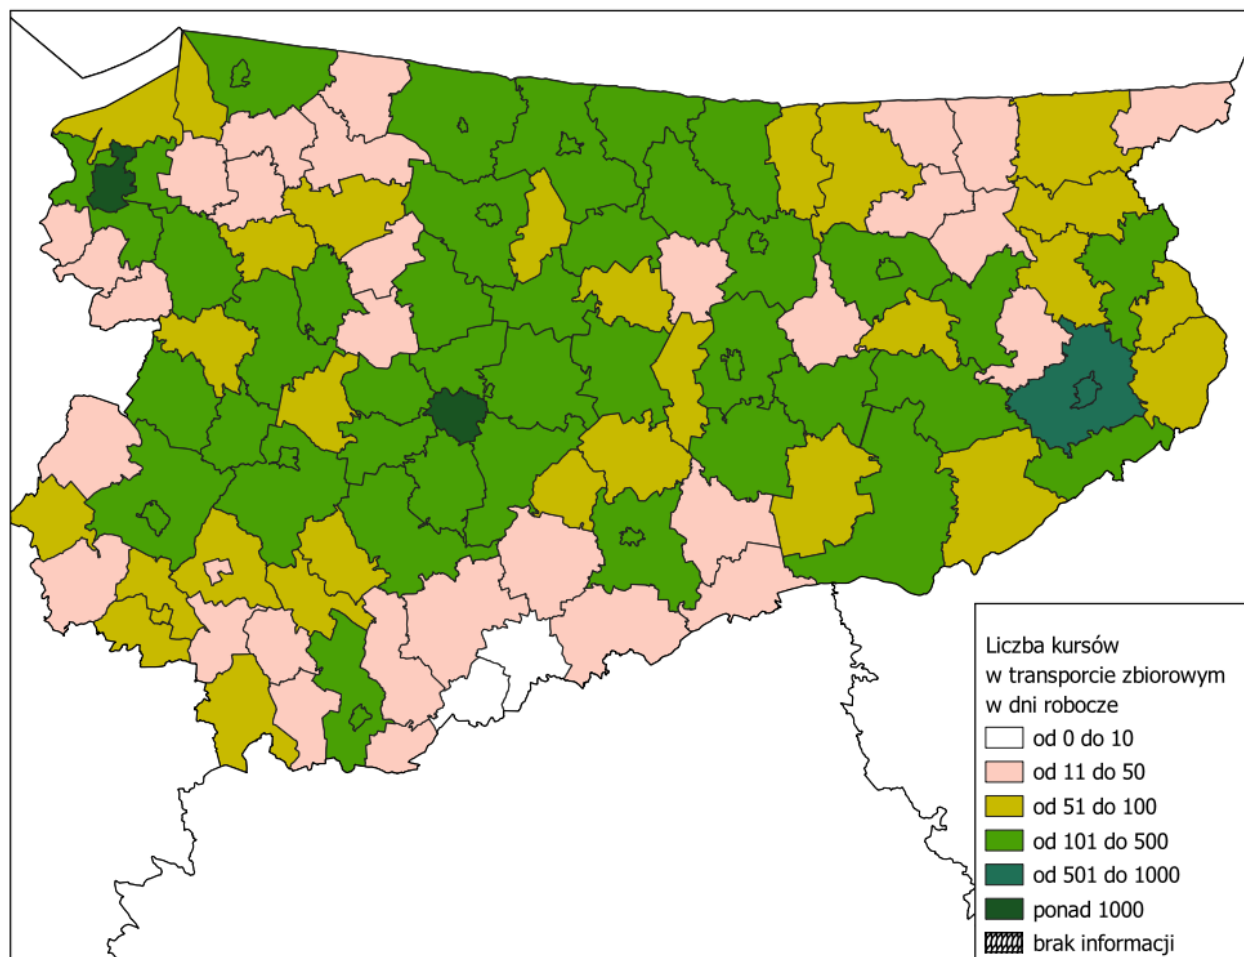 Liczba kursów
w transporcie zbiorowym
w dni robocze
od 0 do 10
od 11 do 50
od 51 do 100
od 101 do 500
od 501 do 1000
ponad 1000
brak informacji